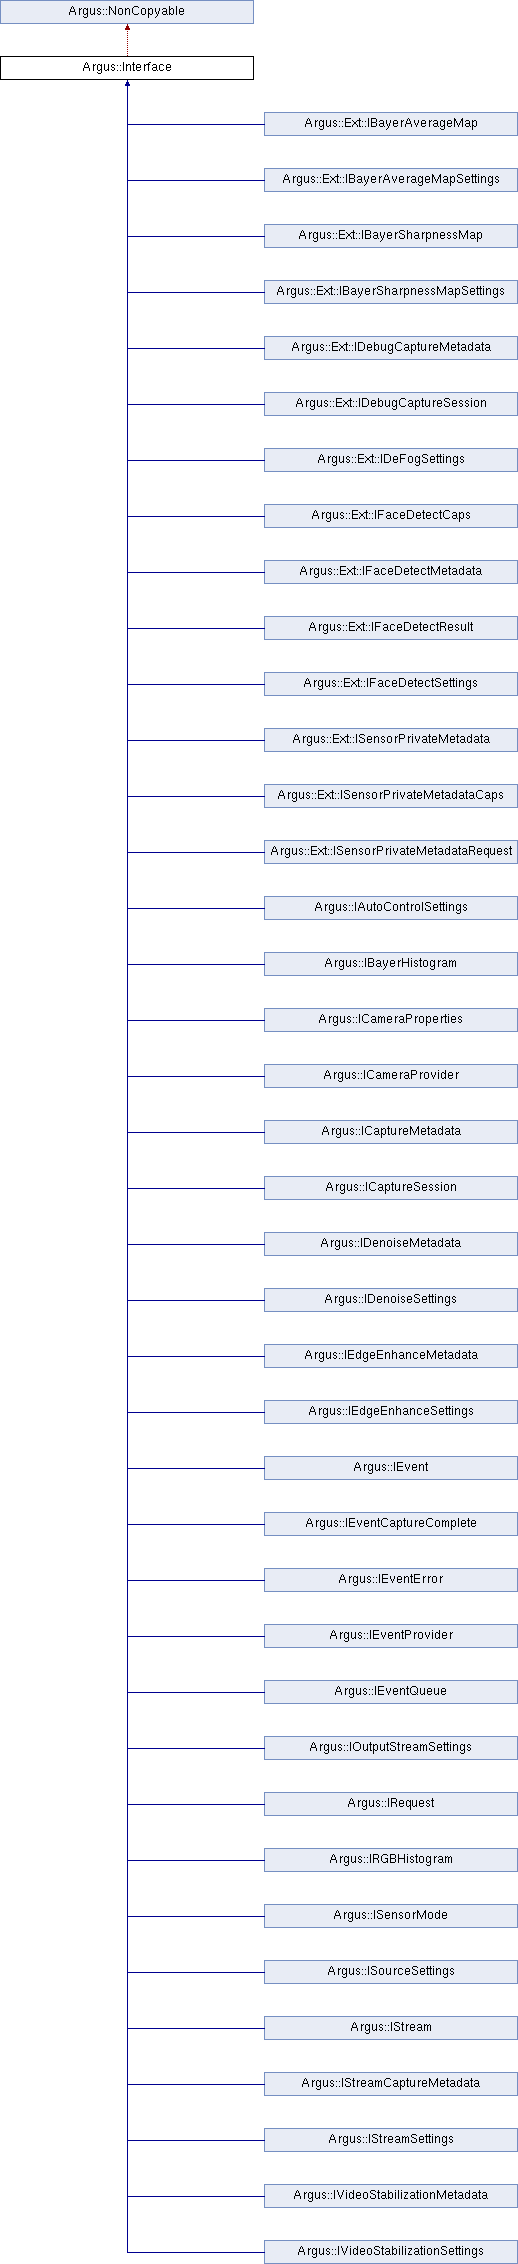 Argus::NonCopyable
Argus::Interface
Argus::Ext::IBayerAverageMap
Argus::Ext::IBayerAverageMapSettings
Argus::Ext::IBayerSharpnessMap
Argus::Ext::IBayerSharpnessMapSettings
Argus::Ext::IDebugCaptureMetadata
Argus::Ext::IDebugCaptureSession
Argus::Ext::IDeFogSettings
Argus::Ext::IFaceDetectCaps
Argus::Ext::IFaceDetectMetadata
Argus::Ext::IFaceDetectResult
Argus::Ext::IFaceDetectSettings
Argus::Ext::ISensorPrivateMetadata
Argus::Ext::ISensorPrivateMetadataCaps
Argus::Ext::ISensorPrivateMetadataRequest
Argus::IAutoControlSettings
Argus::IBayerHistogram
Argus::ICameraProperties
Argus::ICameraProvider
Argus::ICaptureMetadata
Argus::ICaptureSession
Argus::IDenoiseMetadata
Argus::IDenoiseSettings
Argus::IEdgeEnhanceMetadata
Argus::IEdgeEnhanceSettings
Argus::IEvent
Argus::IEventCaptureComplete
Argus::IEventError
Argus::IEventProvider
Argus::IEventQueue
Argus::IOutputStreamSettings
Argus::IRequest
Argus::IRGBHistogram
Argus::ISensorMode
Argus::ISourceSettings
Argus::IStream
Argus::IStreamCaptureMetadata
Argus::IStreamSettings
Argus::IVideoStabilizationMetadata
Argus::IVideoStabilizationSettings